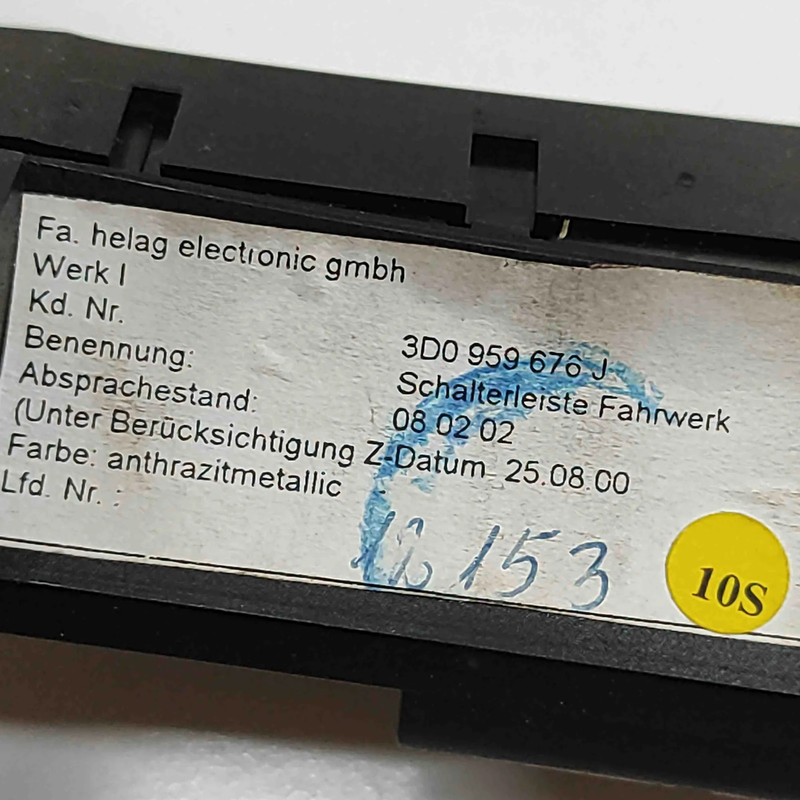 Fa. helag electronic gmbh
Werk I
Kd. Nr. 3D0 959 676 J
Benennung: Schalterleiste Fahrwerk
Absprachestand: 08 02 02
(Unter Berücksichtigung Z-Datum 25.08.00
Farbe: anthrazitmetallic
Lfd. Nr. :
153
10S